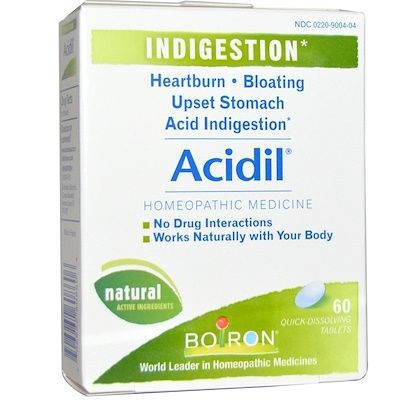 NDC 0220-9004-04
INDIGESTION*
Heartburn • Bloating
Upset Stomach
Acid Indigestion*
Acidil®
HOMEOPATHIC MEDICINE
No Drug Interactions
Works Naturally with Your Body
natural
ACTIVE INGREDIENTS
60
QUICK-DISSOLVING
TABLETS
BOIRON®
World Leader in Homeopathic Medicines